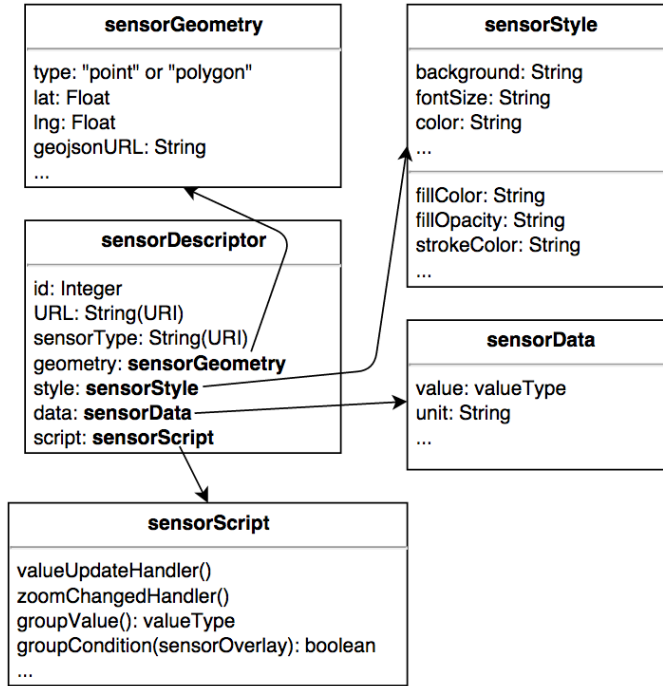 sensorGeometry
type: "point" or "polygon"
lat: Float
lng: Float
geojsonURL: String
...
sensorStyle
background: String
fontSize: String
color: String
...
fillColor: String
fillOpacity: String
strokeColor: String
...
sensorDescriptor
id: Integer
URL: String(URI)
sensorType: String(URI)
geometry: sensorGeometry
style: sensorStyle
data: sensorData
script: sensorScript
sensorData
value: valueType
unit: String
...
sensorScript
valueUpdateHandler()
zoomChangedHandler()
groupValue(): valueType
groupCondition(sensorOverlay): boolean
...